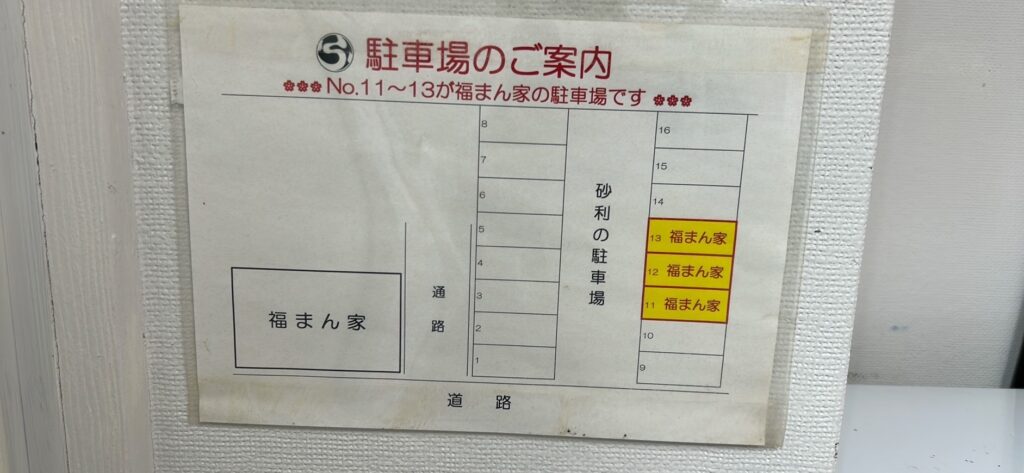 駐車場のご案内
No.11〜13が福まん家の駐車場です
8
7
6
5
4
3
2
1
砂利の駐車場
16
15
14
13 福まん家
12 福まん家
11 福まん家
10
9
福まん家
通路
道路